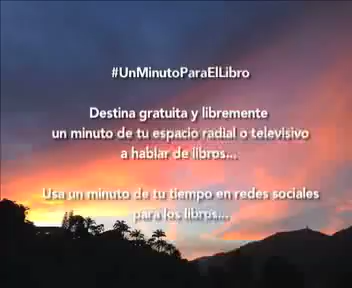 #UnMinutoParaElLibro
Destina gratuita y libremente
un minuto de tu espacio radial o televisivo
a hablar de libros...
Usa un minuto de tu tiempo en redes sociales
para los libros...